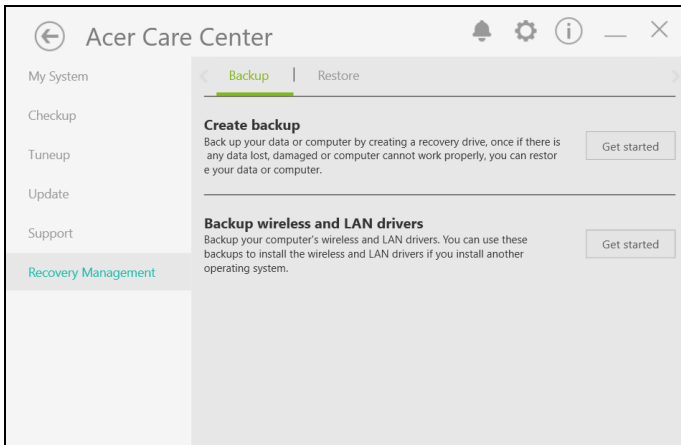 Acer Care Center
My System
Checkup
Tuneup
Update
Support
Recovery Management
Backup | Restore
Create backup
Back up your data or computer by creating a recovery drive, once if there is
any data lost, damaged or computer cannot work properly, you can restor
e your data or computer.
Get started
Backup wireless and LAN drivers
Backup your computer's wireless and LAN drivers. You can use these
backups to install the wireless and LAN drivers if you install another
operating system.
Get started